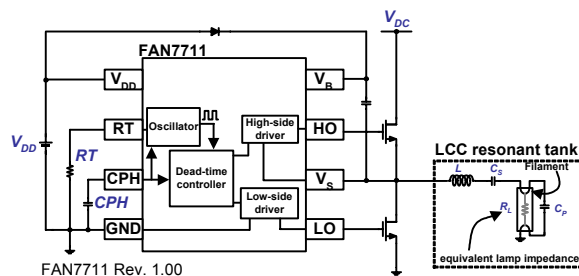 V_DC
FAN7711
V_DD
V_B
RT
Oscillator
High-side driver
HO
V_DD
RT
LCC resonant tank
CPH
Dead-time controller
V_S
L
C_S
Filament
CPH
Low-side driver
R_L
C_P
GND
LO
equivalent lamp impedance
FAN7711 Rev. 1.00